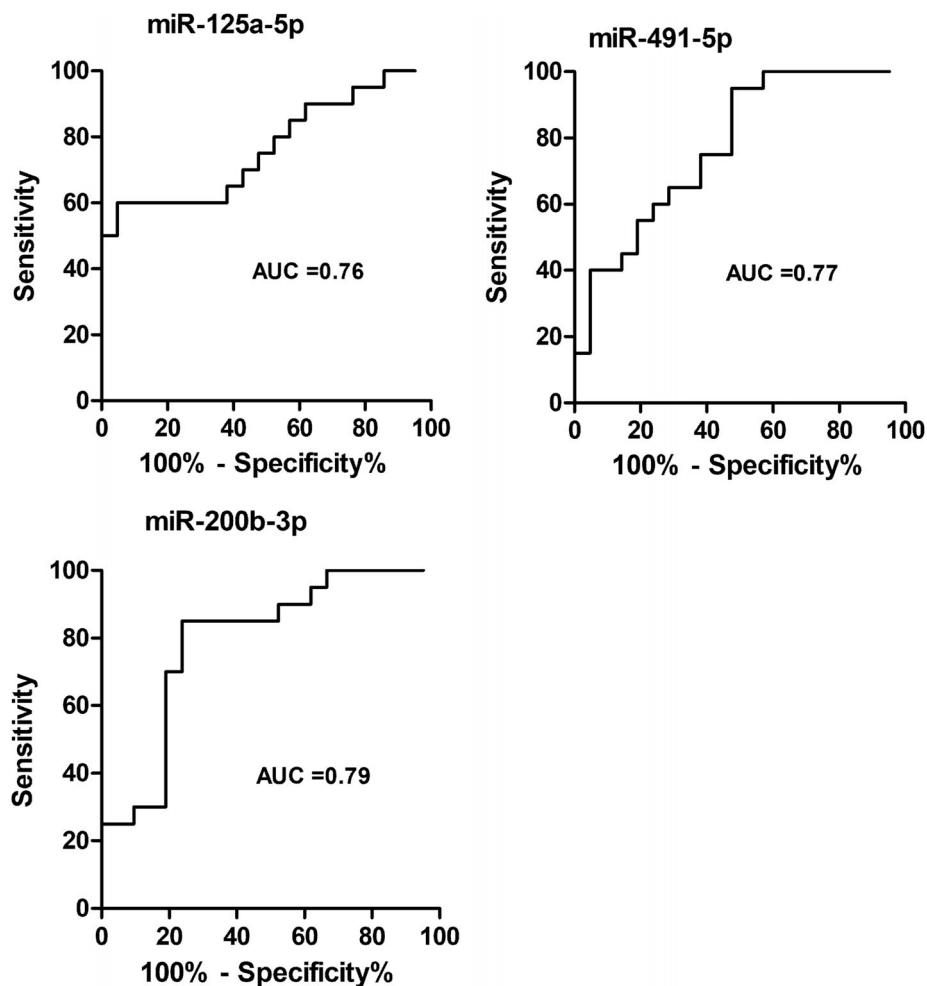 miR-125a-5p
100
80
60
40
20
0
Sensitivity
AUC =0.76
0 20 40 60 80 100
100% - Specificity%
miR-491-5p
100
80
60
40
20
0
Sensitivity
AUC =0.77
0 20 40 60 80 100
100% - Specificity%
miR-200b-3p
100
80
60
40
20
0
Sensitivity
AUC =0.79
0 20 40 60 80 100
100% - Specificity%